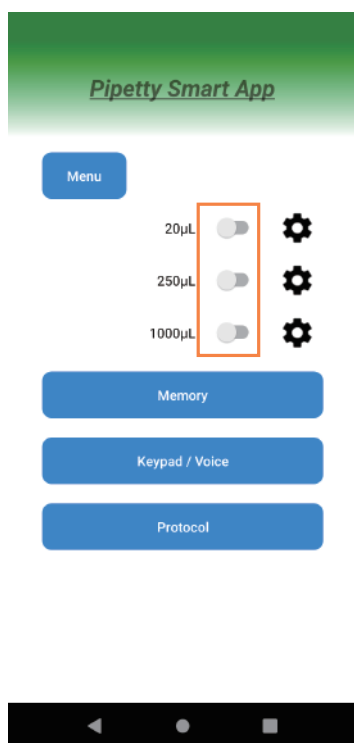 Pipetty Smart App
Menu
20µL
250µL
1000µL
Memory
Keypad / Voice
Protocol